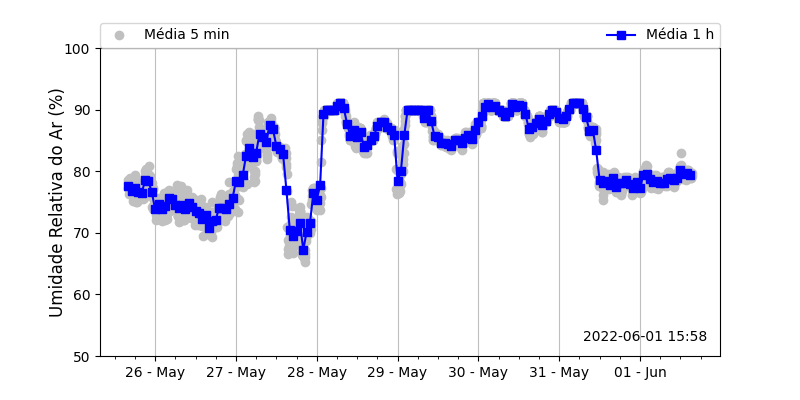 Média 5 min
Média 1 h
Umidade Relativa do Ar (%)
100
90
80
70
60
50
2022-06-01 15:58
26 - May
27 - May
28 - May
29 - May
30 - May
31 - May
01 - Jun